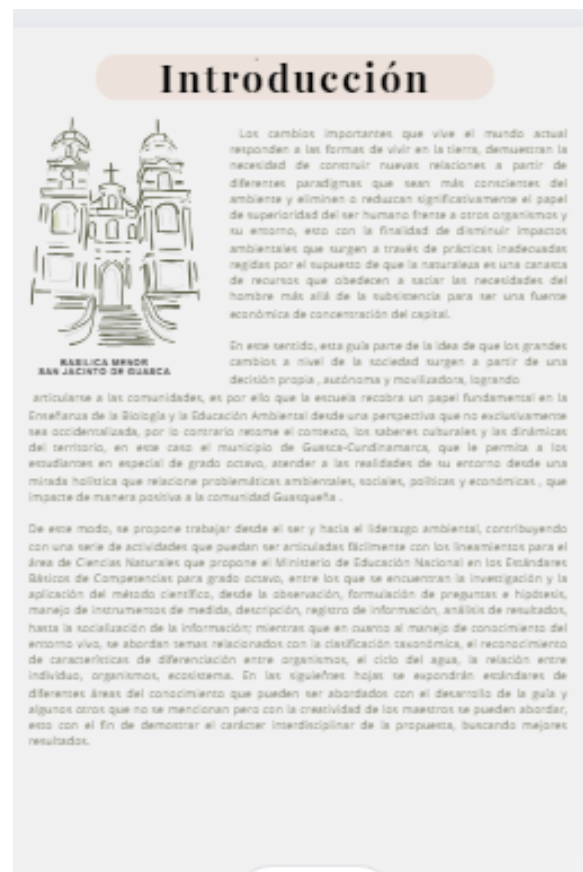 Introducción
Los cambios importantes que vive el mundo actual
responden a las formas de vivir en la tierra, demuestran la
necesidad de construir nuevas relaciones a partir de
diferentes paradigmas que sean más conscientes del
ambiente y eliminen o reduzcan significativamente el papel
de superioridad del ser humano frente a otros organismos y
su entorno, esto con la finalidad de disminuir impactos
ambientales que surgen a través de prácticas inadecuadas
regidas por el supuesto de que la naturaleza es una canasta
de recursos que obedecen a saciar las necesidades del
hombre más allá de la subsistencia para ser una fuente
económica de concentración del capital.
BASILICA MENOR
SAN JACINTO DE GUASCA
En este sentido, esta guía parte de la idea de que los grandes
cambios a nivel de la sociedad surgen a partir de una
decisión propia , autónoma y movilizadora, logrando
articularse a las comunidades, es por ello que la escuela recobra un papel fundamental en la
Enseñanza de la Biología y la Educación Ambiental desde una perspectiva que no exclusivamente
sea occidentalizada, por lo contrario retome el contexto, los saberes culturales y las dinámicas
del territorio, en este caso el municipio de Guasca-Cundinamarca, que le permita a los
estudiantes en especial de grado octavo, atender a las realidades de su entorno desde una
mirada holística que relacione problemáticas ambientales, sociales, políticas y económicas , que
impacte de manera positiva a la comunidad Guasqueña .
De este modo, se propone trabajar desde el ser y hacia el liderazgo ambiental, contribuyendo
con una serie de actividades que puedan ser articuladas fácilmente con los lineamientos para el
área de Ciencias Naturales que propone el Ministerio de Educación Nacional en los Estándares
Básicos de Competencias para grado octavo, entre los que se encuentran la investigación y la
aplicación del método científico, desde la observación, formulación de preguntas e hipótesis,
manejo de instrumentos de medida, descripción, registro de información, análisis de resultados,
hasta la socialización de la información; mientras que en cuanto al manejo de conocimiento del
entorno vivo, se abordan temas relacionados con la clasificación taxonómica, el reconocimiento
de características de diferenciación entre organismos, el ciclo del agua, la relación entre
individuo, organismos, ecosistema. En las siguientes hojas se expondrán estándares de
diferentes áreas del conocimiento que pueden ser abordados con el desarrollo de la guía y
algunos otros que no se mencionan pero con la creatividad de los maestros se pueden abordar,
esto con el fin de demostrar el carácter interdisciplinar de la propuesta, buscando mejores
resultados.